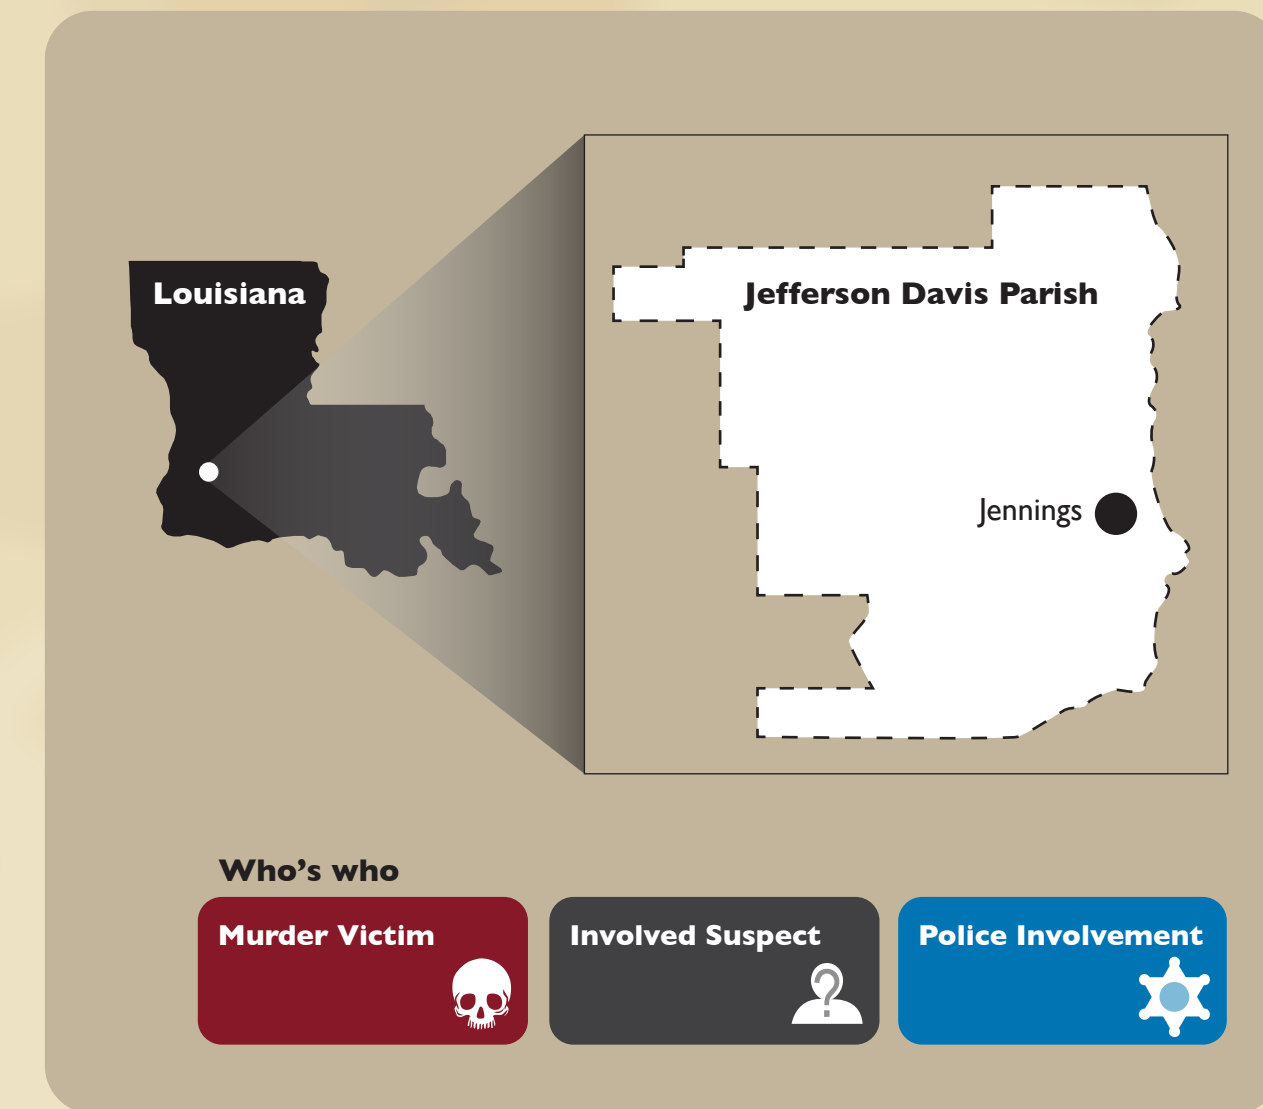 Louisiana
Jefferson Davis Parish
Jennings
Who's who
Murder Victim
Involved Suspect
?
Police Involvement